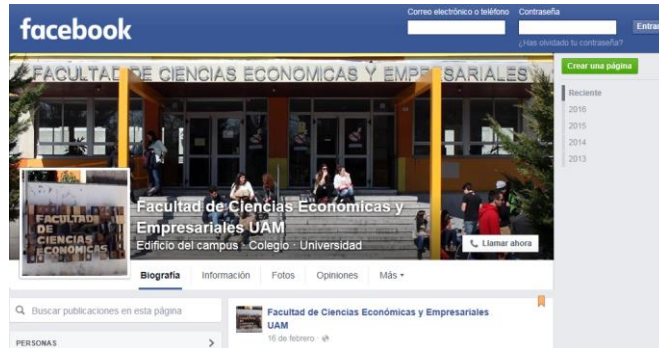 Correo electrónico o teléfono
Contraseña
facebook
Entrar
¿Has olvidado tu contraseña?
FACULTAD DE CIENCIAS ECONOMICAS Y EMPRESARIALES
Crear una página
Reciente
2016
2015
2014
2013
FACULTAD
DE
CIENCIAS
ECONOMICAS
Facultad de Ciencias Económicas y
Empresariales UAM
Edificio del campus · Colegio · Universidad
Llamar ahora
Biografía
Información
Fotos
Opiniones
Más
Buscar publicaciones en esta página
PERSONAS
Facultad de Ciencias Económicas y Empresariales
UAM
16 de febrero ·